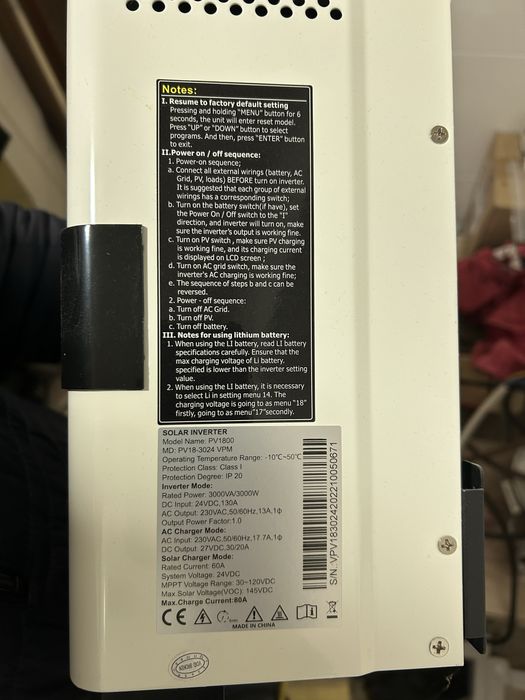 Notes:
I. Resume to factory default setting
Pressing and holding "MENU" button for 6
seconds, the unit will enter reset model.
Press "UP" or "DOWN" button to select
programs. And then, press "ENTER" button
to exit.
II.Power on / off sequence:
1. Power-on sequence;
a. Connect all external wirings (battery, AC
Grid, PV, loads) BEFORE turn on inverter.
It is suggested that each group of external
wirings has a corresponding switch;
b. Turn on the battery switch(if have), set
the Power On / Off switch to the "I"
direction, and inverter will turn on, make
sure the inverter's output is working fine.
c. Turn on PV switch , make sure PV charging
is working fine, and its charging current
is displayed on LCD screen ;
d. Turn on AC grid switch, make sure the
inverter's AC charging is working fine;
e. The sequence of steps b and c can be
reversed.
2. Power - off sequence:
a. Turn off AC Grid.
b. Turn off PV.
c. Turn off battery.
III. Notes for using lithium battery:
1. When using the LI battery, read LI battery
specifications carefully. Ensure that the
max charging voltage of Li battery.
specified is lower than the inverter setting
value.
2. When using the LI battery, it is necessary
to select Li in setting menu 14. The
charging voltage is going to as menu "18"
firstly, going to as menu"17"secondly.
SOLAR INVERTER
Model Name: PV1800
MD: PV18-3024 VPM
Operating Temperature Range: -10℃~50℃
Protection Class: Class I
Protection Degree: IP 20
Inverter Mode:
Rated Power: 3000VA/3000W
DC Input: 24VDC,130A
AC Output: 230VAC,50/60HZ,13A,1ϕ
Output Power Factor:1.0
AC Charger Mode:
AC Input: 230VAC,50/60HZ,17.7A,1ϕ
DC Output: 27VDC,30/20A
Solar Charger Mode:
Rated Current: 60A
System Voltage: 24VDC
MPPT Voltage Range: 30~120VDC
Max Solar Voltage(VOC): 145VDC
Max.Charge Current:80A
CE
MADE IN CHINA
S/N.:VPV183024202210050671